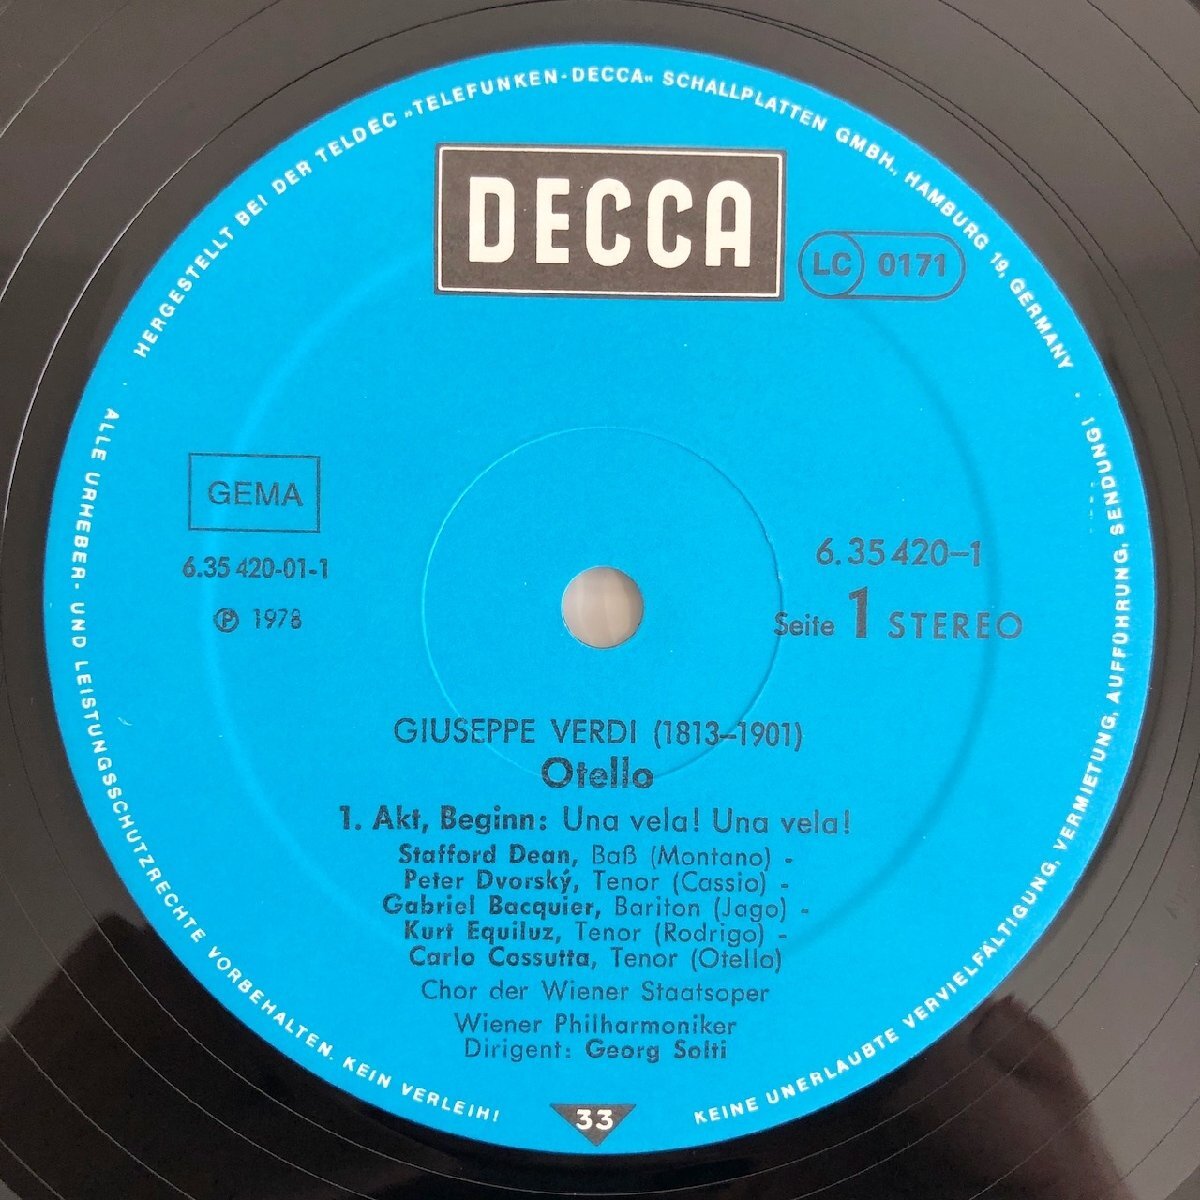 HERGESTELLT BEI DER TELDEC »TELEFUNKEN-DECCA« SCHALLPLATTEN GMBH., HAMBURG 19, GERMANY ·
DECCA
LC 0171
GEMA
6.35 420-01-1
℗ 1978
6.35 420-1
Seite 1 STEREO
GIUSEPPE VERDI (1813-1901)
Otello
1. Akt, Beginn: Una vela! Una vela!
Stafford Dean, Baß (Montano) -
Peter Dvorský, Tenor (Cassio) -
Gabriel Bacquier, Bariton (Jago) -
Kurt Equiluz, Tenor (Rodrigo) -
Carlo Cossutta, Tenor (Otello)
Chor der Wiener Staatsoper
Wiener Philharmoniker
Dirigent: Georg Solti
33
ALLE URHEBER- UND LEISTUNGSSCHUTZRECHTE VORBEHALTEN. KEIN VERLEIH!
KEINE UNERLAUBTE VERVIELFÄLTIGUNG, VERMIETUNG, AUFFÜHRUNG, SENDUNG!